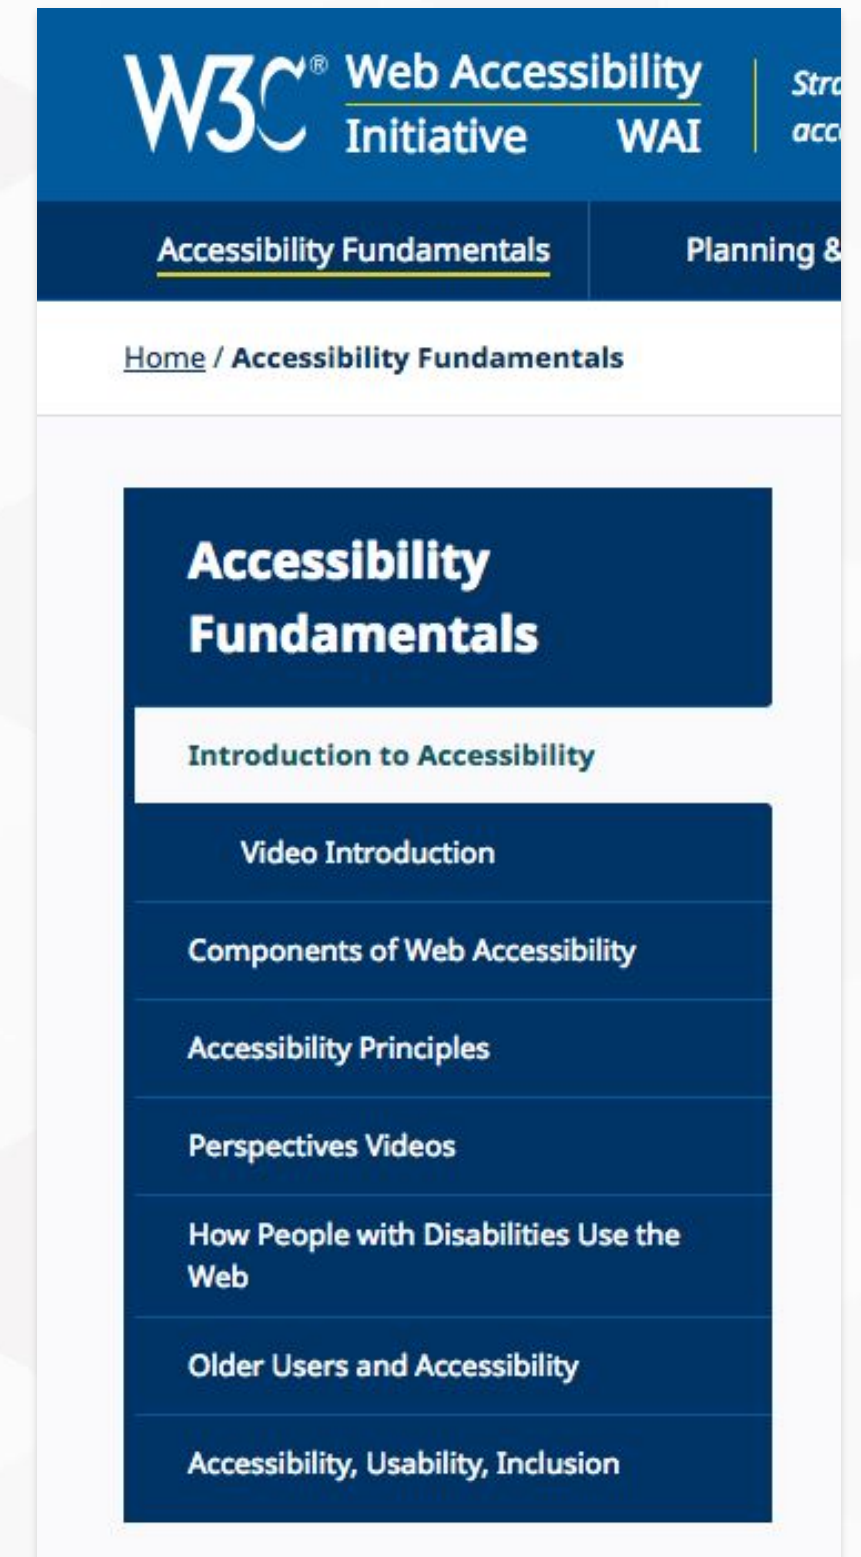 W3C® Web Accessibility
Initiative WAI
Accessibility Fundamentals Planning &
Home / Accessibility Fundamentals
Accessibility
Fundamentals
Introduction to Accessibility
Video Introduction
Components of Web Accessibility
Accessibility Principles
Perspectives Videos
How People with Disabilities Use the
Web
Older Users and Accessibility
Accessibility, Usability, Inclusion